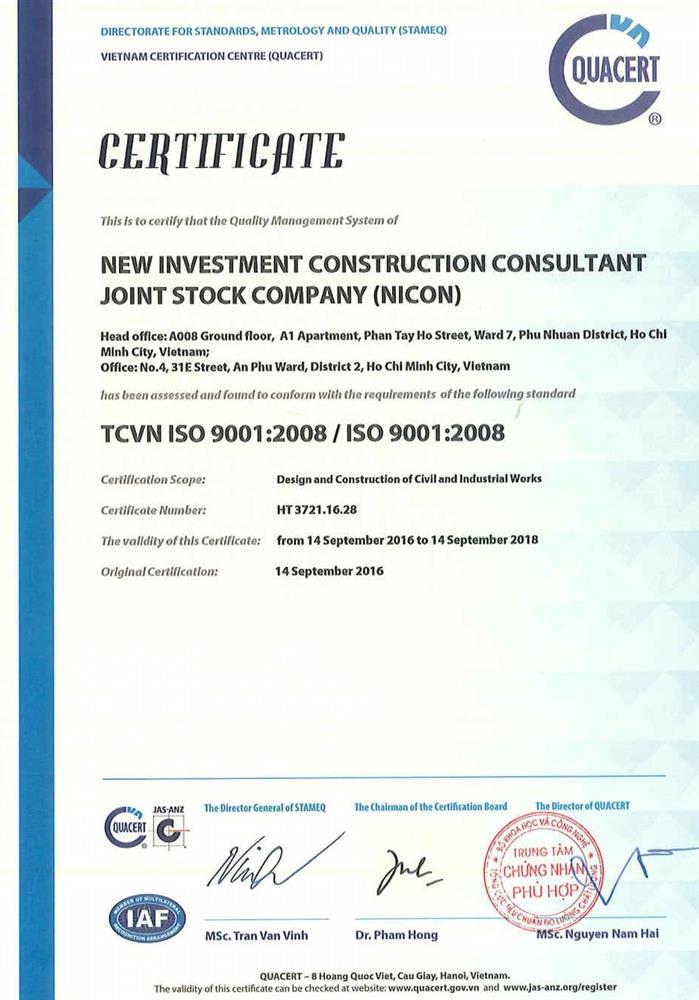 DIRECTORATE FOR STANDARDS, METROLOGY AND QUALITY (STAMEQ)
VIETNAM CERTIFICATION CENTRE (QUACERT)
QUACERT
®
CERTIFICATE
This is to certify that the Quality Management System of
NEW INVESTMENT CONSTRUCTION CONSULTANT
JOINT STOCK COMPANY (NICON)
Head office: A008 Ground floor, A1 Apartment, Phan Tay Ho Street, Ward 7, Phu Nhuan District, Ho Chi
Minh City, Vietnam;
Office: No.4, 31E Street, An Phu Ward, District 2, Ho Chi Minh City, Vietnam
has been assessed and found to conform with the requirements of the following standard
TCVN ISO 9001:2008 / ISO 9001:2008
Certification Scope: Design and Construction of Civil and Industrial Works
Certificate Number: HT 3721.16.28
The validity of this Certificate: from 14 September 2016 to 14 September 2018
Original Certification: 14 September 2016
QUACERT
®
JAS-ANZ
C
The Director General of STAMEQ
The Chairman of the Certification Board
The Director of QUACERT
BỘ KHOA HỌC VÀ CÔNG NGHỆ
TRUNG TÂM
CHỨNG NHẬN
PHÙ HỢP
TỔNG CỤC TIÊU CHUẨN ĐO LƯỜNG CHẤT LƯỢNG
MEMBER OF MULTILATERAL
IAF
RECOGNITION ARRANGEMENT
MSc. Tran Van Vinh
Dr. Pham Hong
MSc. Nguyen Nam Hai
QUACERT – 8 Hoang Quoc Viet, Cau Giay, Hanoi, Vietnam.
The validity of this certificate can be checked at website: www.quacert.gov.vn and www.jas-anz.org/register